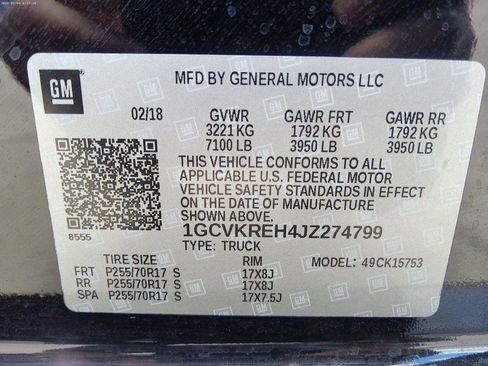 GM
MFD BY GENERAL MOTORS LLC
02/18 GVWR GAWR FRT GAWR RR
3221 KG 1792 KG 1792 KG
7100 LB 3950 LB 3950 LB
THIS VEHICLE CONFORMS TO ALL
APPLICABLE U.S. FEDERAL MOTOR
VEHICLE SAFETY STANDARDS IN EFFECT
ON THE DATE OF MANUFACTURE
SHOWN ABOVE.
8555
1GCVKREH4JZ274799
TYPE: TRUCK
TIRE SIZE RIM MODEL: 49CK15753
FRT P255/70R17 S 17X8J
RR P255/70R17 S 17X8J
SPA P255/70R17 S 17X7.5J